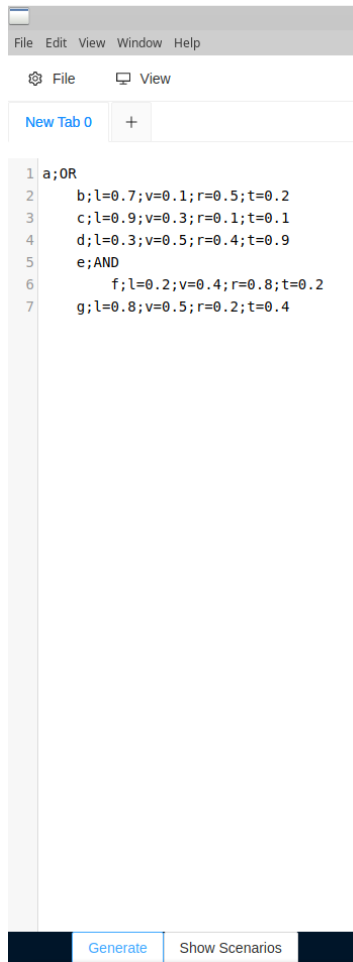 File Edit View Window Help
File View
New Tab 0 +
1 a;OR
2 b;l=0.7;v=0.1;r=0.5;t=0.2
3 c;l=0.9;v=0.3;r=0.1;t=0.1
4 d;l=0.3;v=0.5;r=0.4;t=0.9
5 e;AND
6 f;l=0.2;v=0.4;r=0.8;t=0.2
7 g;l=0.8;v=0.5;r=0.2;t=0.4
Generate Show Scenarios